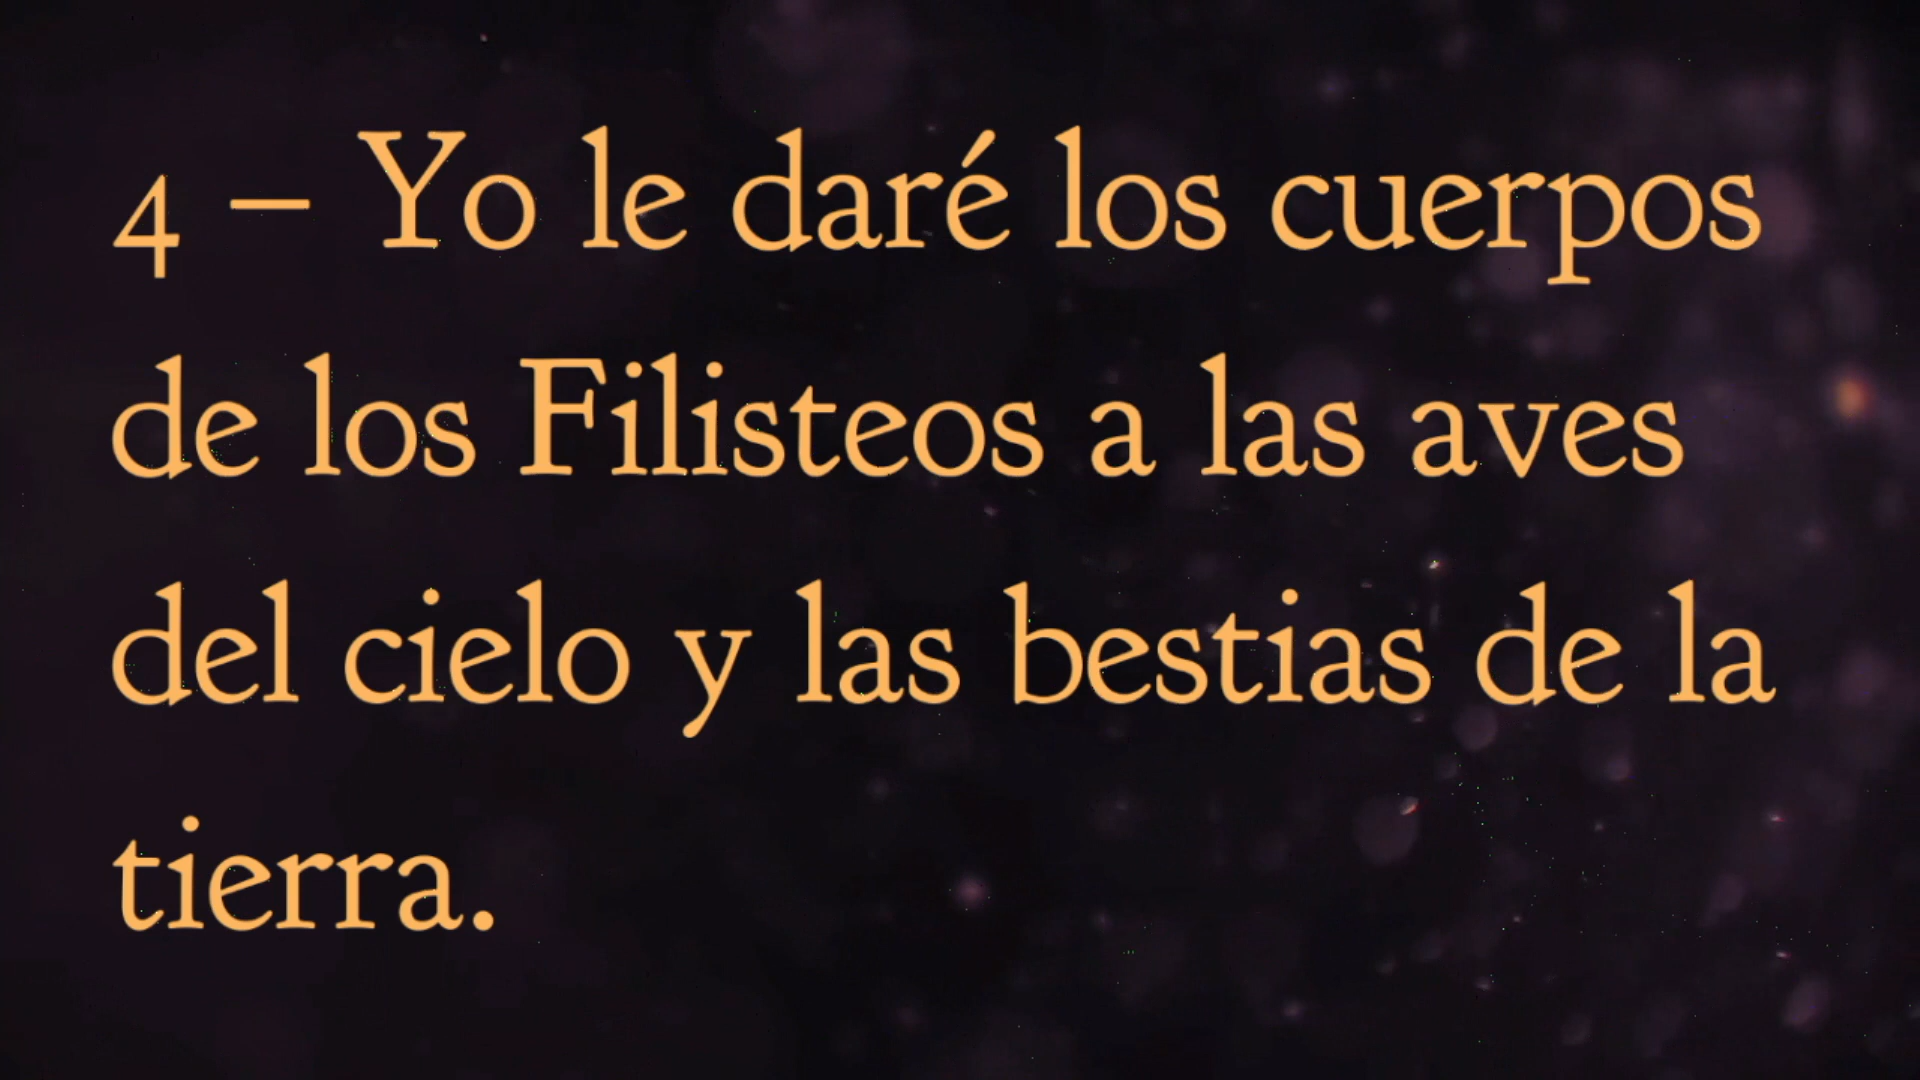 4 – Yo le daré los cuerpos
de los Filisteos a las aves
del cielo y las bestias de la
tierra.